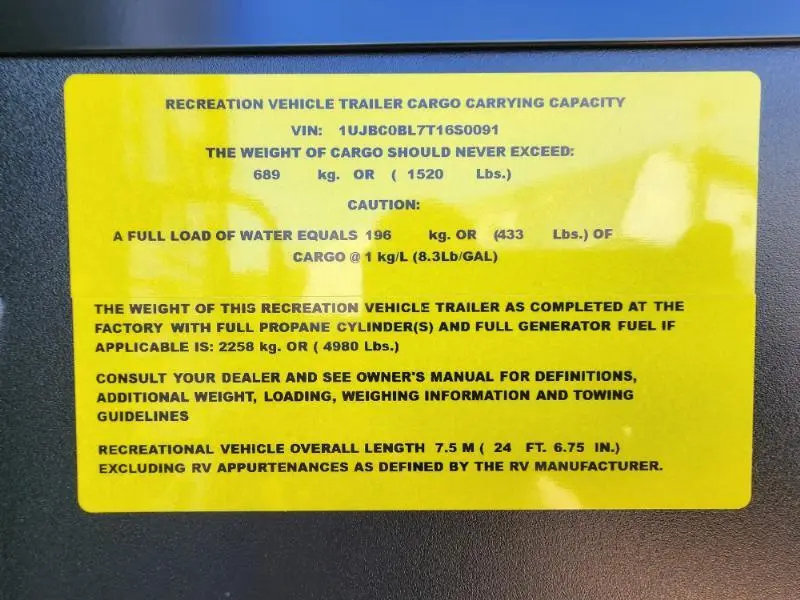 RECREATION VEHICLE TRAILER CARGO CARRYING CAPACITY
VIN: 1UJBC0BL7T16S0091
THE WEIGHT OF CARGO SHOULD NEVER EXCEED:
689 kg. OR ( 1520 Lbs.)
CAUTION:
A FULL LOAD OF WATER EQUALS 196 kg. OR (433 Lbs.) OF
CARGO @ 1 kg/L (8.3Lb/GAL)
THE WEIGHT OF THIS RECREATION VEHICLE TRAILER AS COMPLETED AT THE
FACTORY WITH FULL PROPANE CYLINDER(S) AND FULL GENERATOR FUEL IF
APPLICABLE IS: 2258 kg. OR ( 4980 Lbs.)
CONSULT YOUR DEALER AND SEE OWNER'S MANUAL FOR DEFINITIONS,
ADDITIONAL WEIGHT, LOADING, WEIGHING INFORMATION AND TOWING
GUIDELINES
RECREATIONAL VEHICLE OVERALL LENGTH 7.5 M ( 24 FT. 6.75 IN.)
EXCLUDING RV APPURTENANCES AS DEFINED BY THE RV MANUFACTURER.